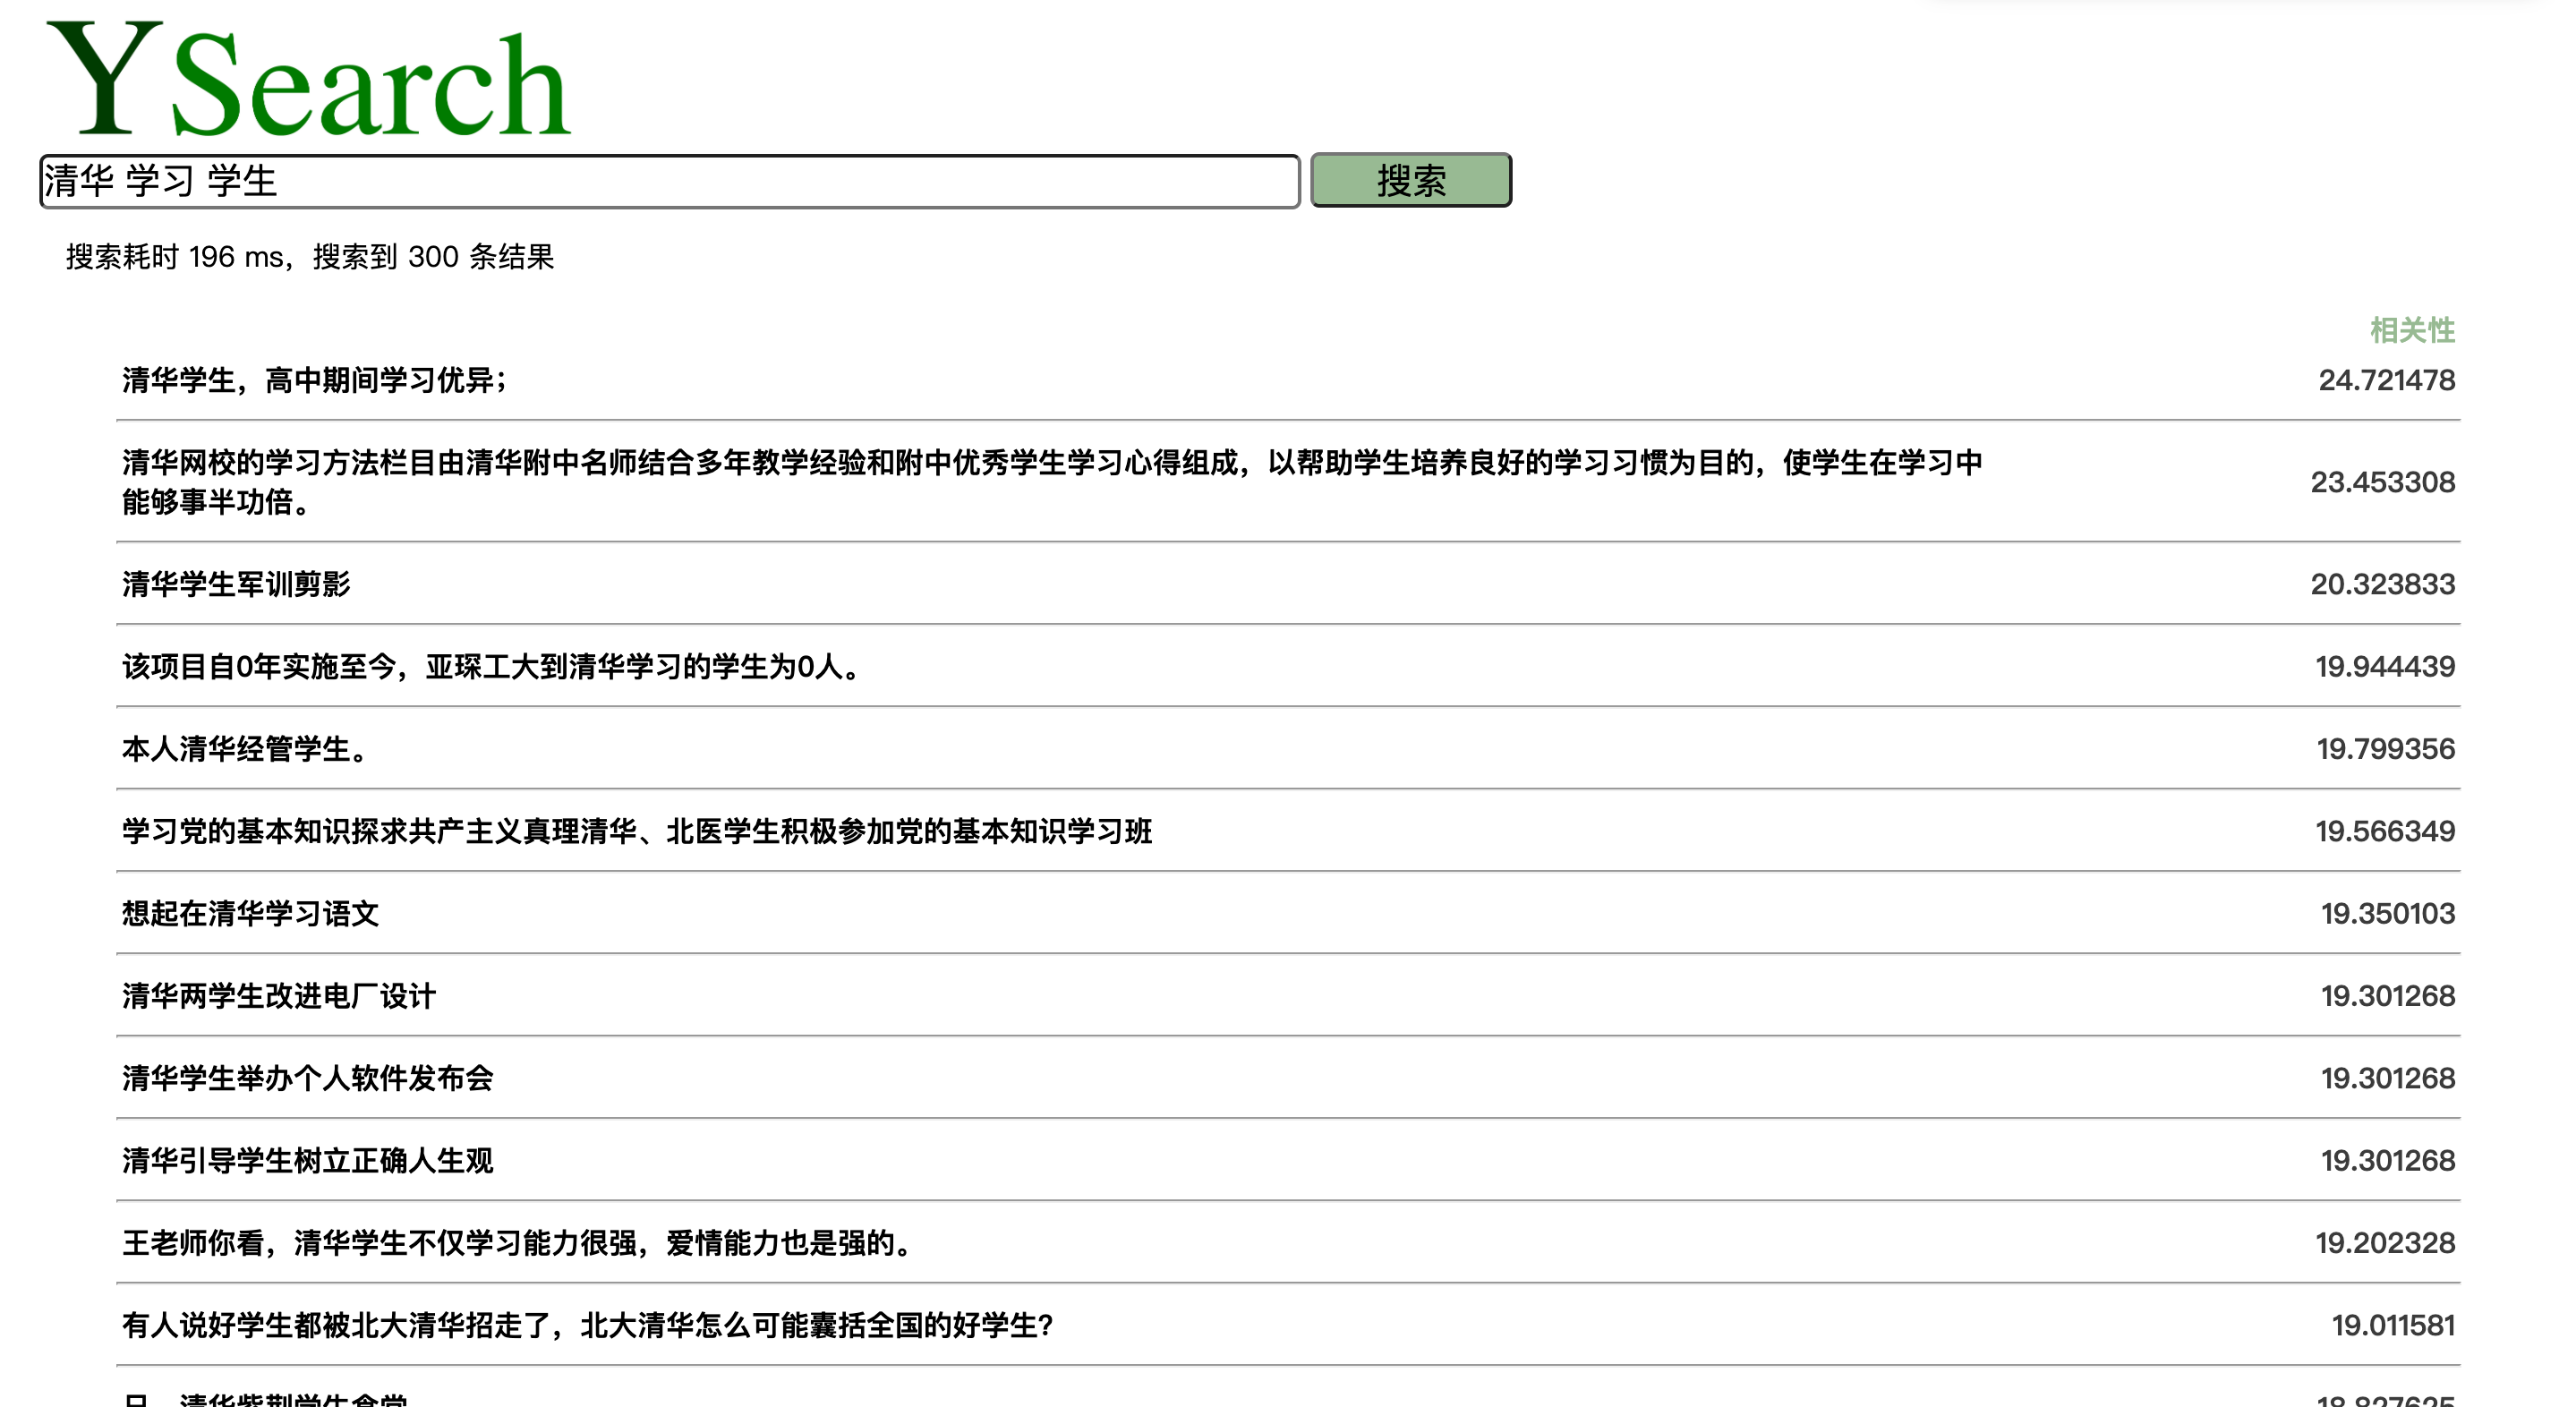 YSearch
清华 学习 学生 搜索
搜索耗时 196 ms，搜索到 300 条结果
相关性
清华学生，高中期间学习优异； 24.721478
清华网校的学习方法栏目由清华附中名师结合多年教学经验和附中优秀学生学习心得组成，以帮助学生培养良好的学习习惯为目的，使学生在学习中
能够事半功倍。 23.453308
清华学生军训剪影 20.323833
该项目自0年实施至今，亚琛工大到清华学习的学生为0人。 19.944439
本人清华经管学生。 19.799356
学习党的基本知识探求共产主义真理清华、北医学生积极参加党的基本知识学习班 19.566349
想起在清华学习语文 19.350103
清华两学生改进电厂设计 19.301268
清华学生举办个人软件发布会 19.301268
清华引导学生树立正确人生观 19.301268
王老师你看，清华学生不仅学习能力很强，爱情能力也是强的。 19.202328
有人说好学生都被北大清华招走了，北大清华怎么可能囊括全国的好学生? 19.011581
清华紫荆学生食堂 18.827625